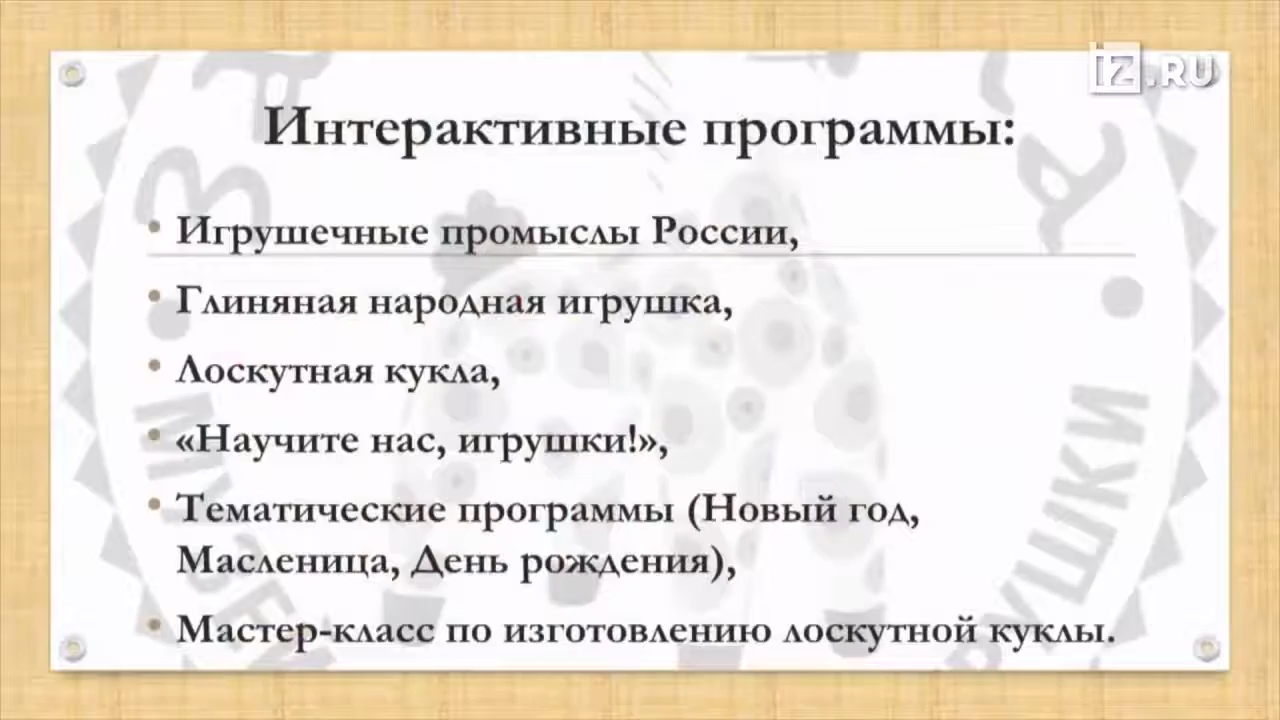 iz.RU
Интерактивные программы:
• Игрушечные промыслы России,
• Глиняная народная игрушка,
• Лоскутная кукла,
• «Научите нас, игрушки!»,
• Тематические программы (Новый год,
Масленица, День рождения),
• Мастер-класс по изготовлению лоскутной куклы.